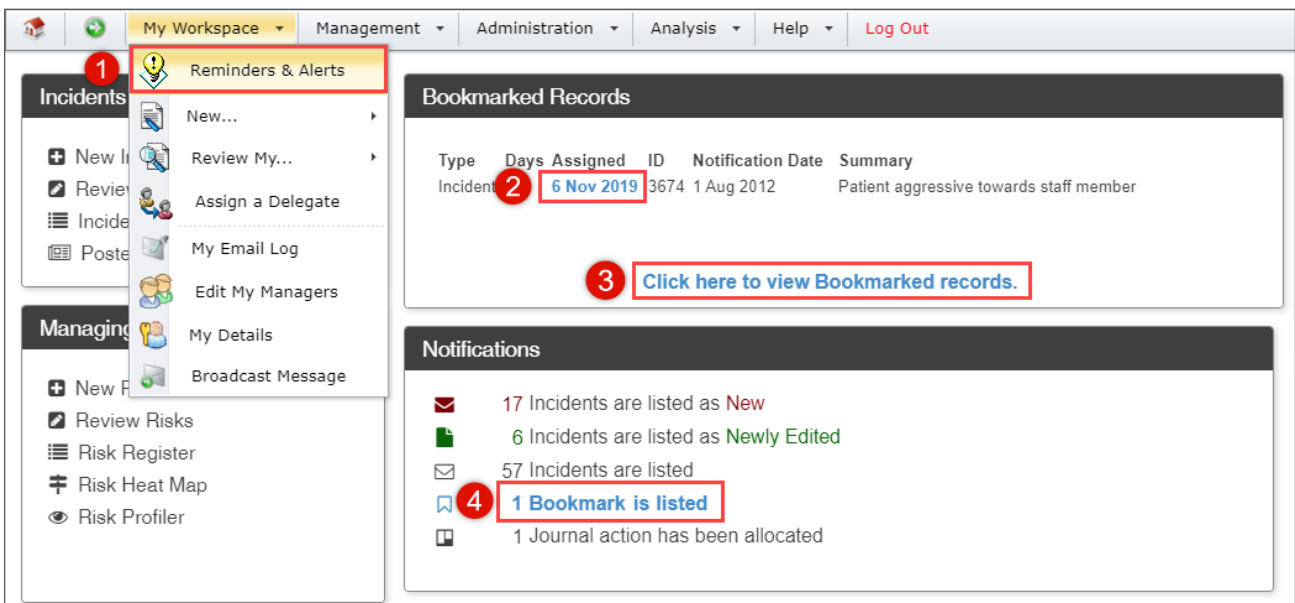 My Workspace Management Administration Analysis Help Log Out
1
Reminders & Alerts
New...
Review My...
Assign a Delegate
My Email Log
Edit My Managers
My Details
Broadcast Message
Incidents
New
Review
Managing
New
Review Risks
Risk Register
Risk Heat Map
Risk Profiler
Bookmarked Records
Type Days Assigned ID Notification Date Summary
Incident 2 6 Nov 2019 3674 1 Aug 2012 Patient aggressive towards staff member
3 Click here to view Bookmarked records.
Notifications
17 Incidents are listed as New
6 Incidents are listed as Newly Edited
57 Incidents are listed
4 1 Bookmark is listed
1 Journal action has been allocated